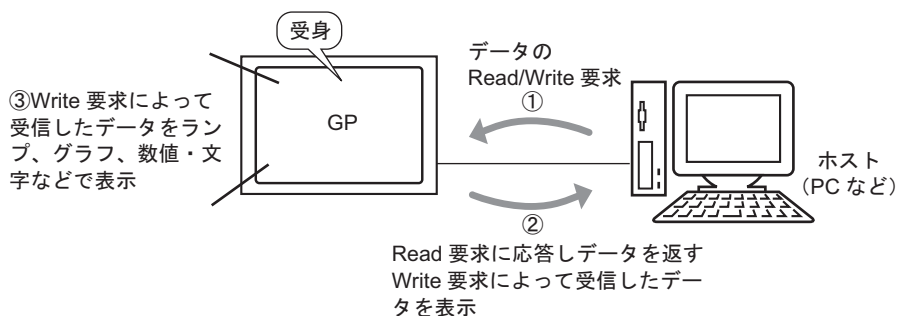 受身
データの
Read/Write 要求
①
③Write 要求によって
受信したデータをラン
プ、グラフ、数値・文
字などで表示
GP
ホスト
（PC など）
②
Read 要求に応答しデータを返す
Write 要求によって受信したデー
タを表示